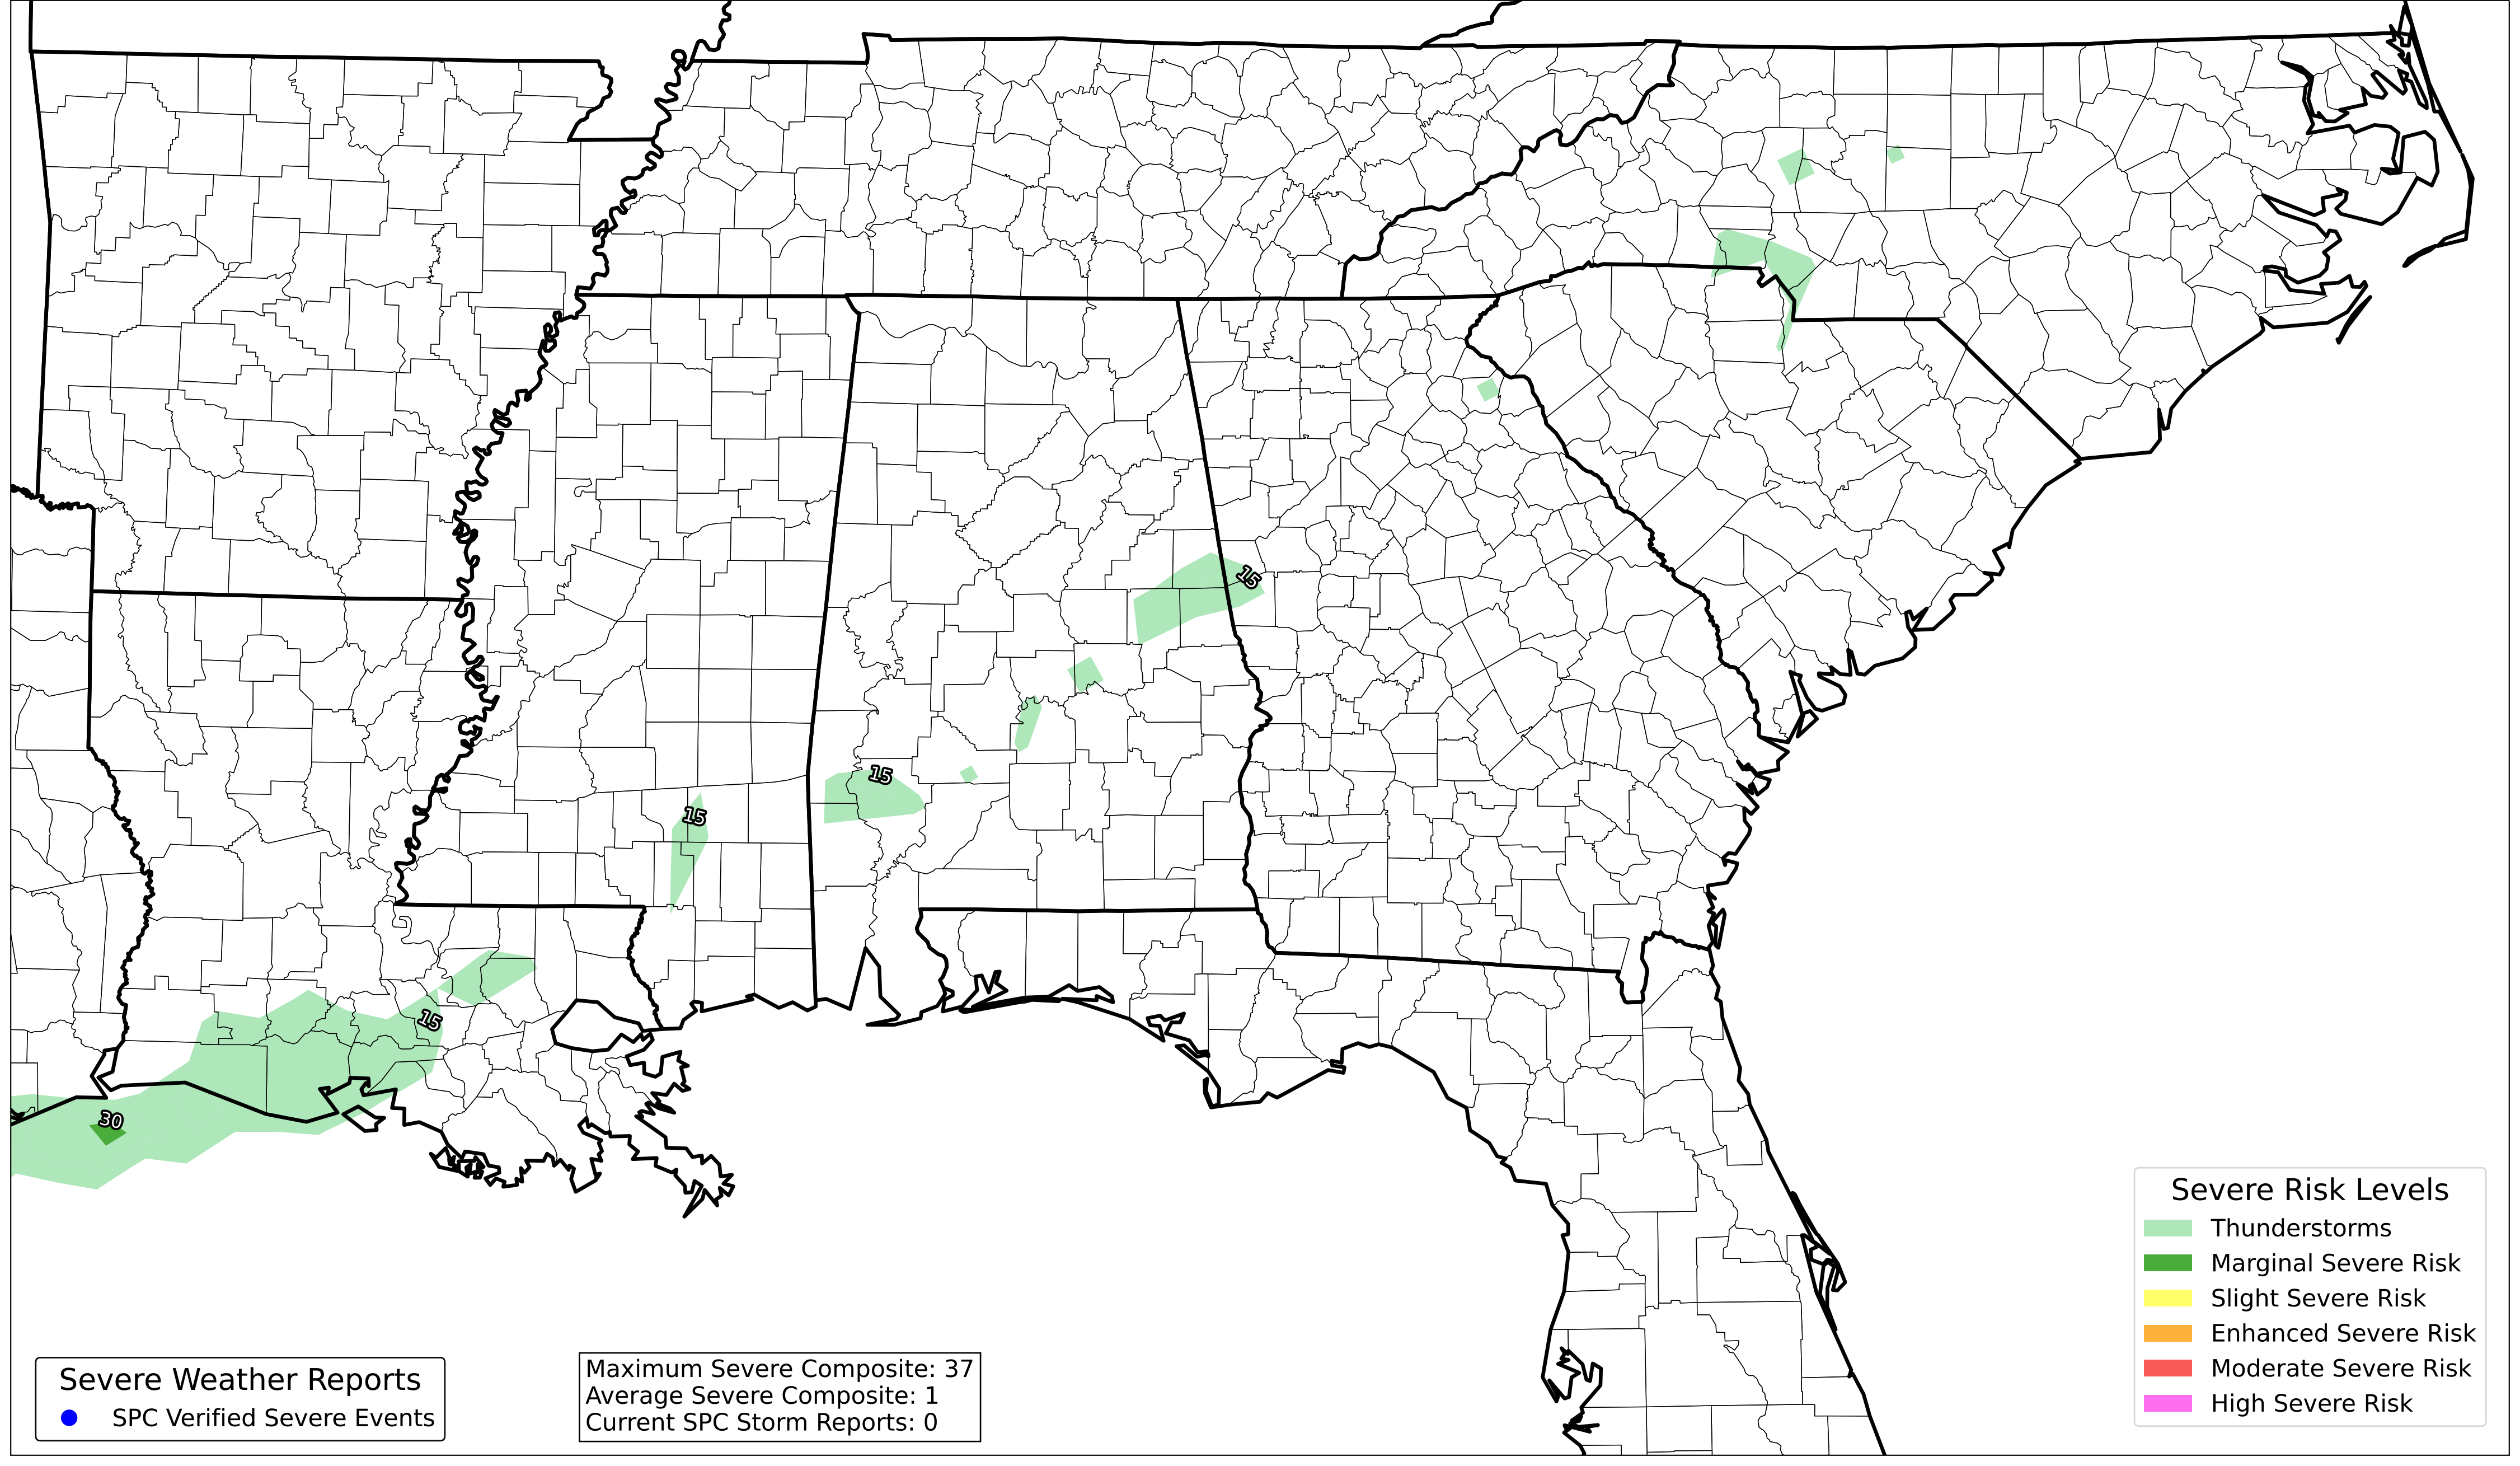 15
15
15
15
30
Severe Risk Levels
Thunderstorms
Marginal Severe Risk
Slight Severe Risk
Enhanced Severe Risk
Moderate Severe Risk
High Severe Risk
Severe Weather Reports
SPC Verified Severe Events
Maximum Severe Composite: 37
Average Severe Composite: 1
Current SPC Storm Reports: 0